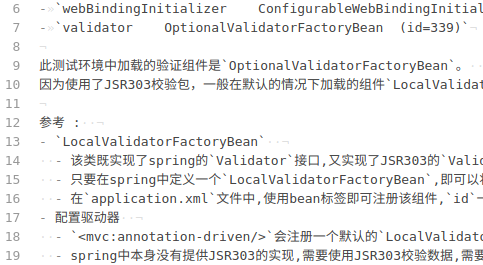 6 -»`webBindingInitializer    ConfigurableWebBindingInitial
7 -»`validator    OptionalValidatorFactoryBean  (id=339)`¬
8 ¬
9 此测试环境中加载的验证组件是`OptionalValidatorFactoryBean`。
10 因为使用了JSR303校验包，一般在默认的情况下加载的组件`LocalValidat
11 ¬
12 参考 :··¬
13 - `LocalValidatorFactoryBean`··¬
14 ··- 该类既实现了spring的`Validator`接口,又实现了JSR303的`Valid
15 ··- 只要在spring中定义一个`LocalValidatorFactoryBean`,即可以
16 ··- 在`application.xml`文件中,使用bean标签即可注册该组件,`id`
17 - 配置驱动器··¬
18 ··- `<mvc:annotation-driven/>`会注册一个默认的`LocalValidato
19 ··- spring中本身没有提供JSR303的实现,需要使用JSR303校验数据,需要